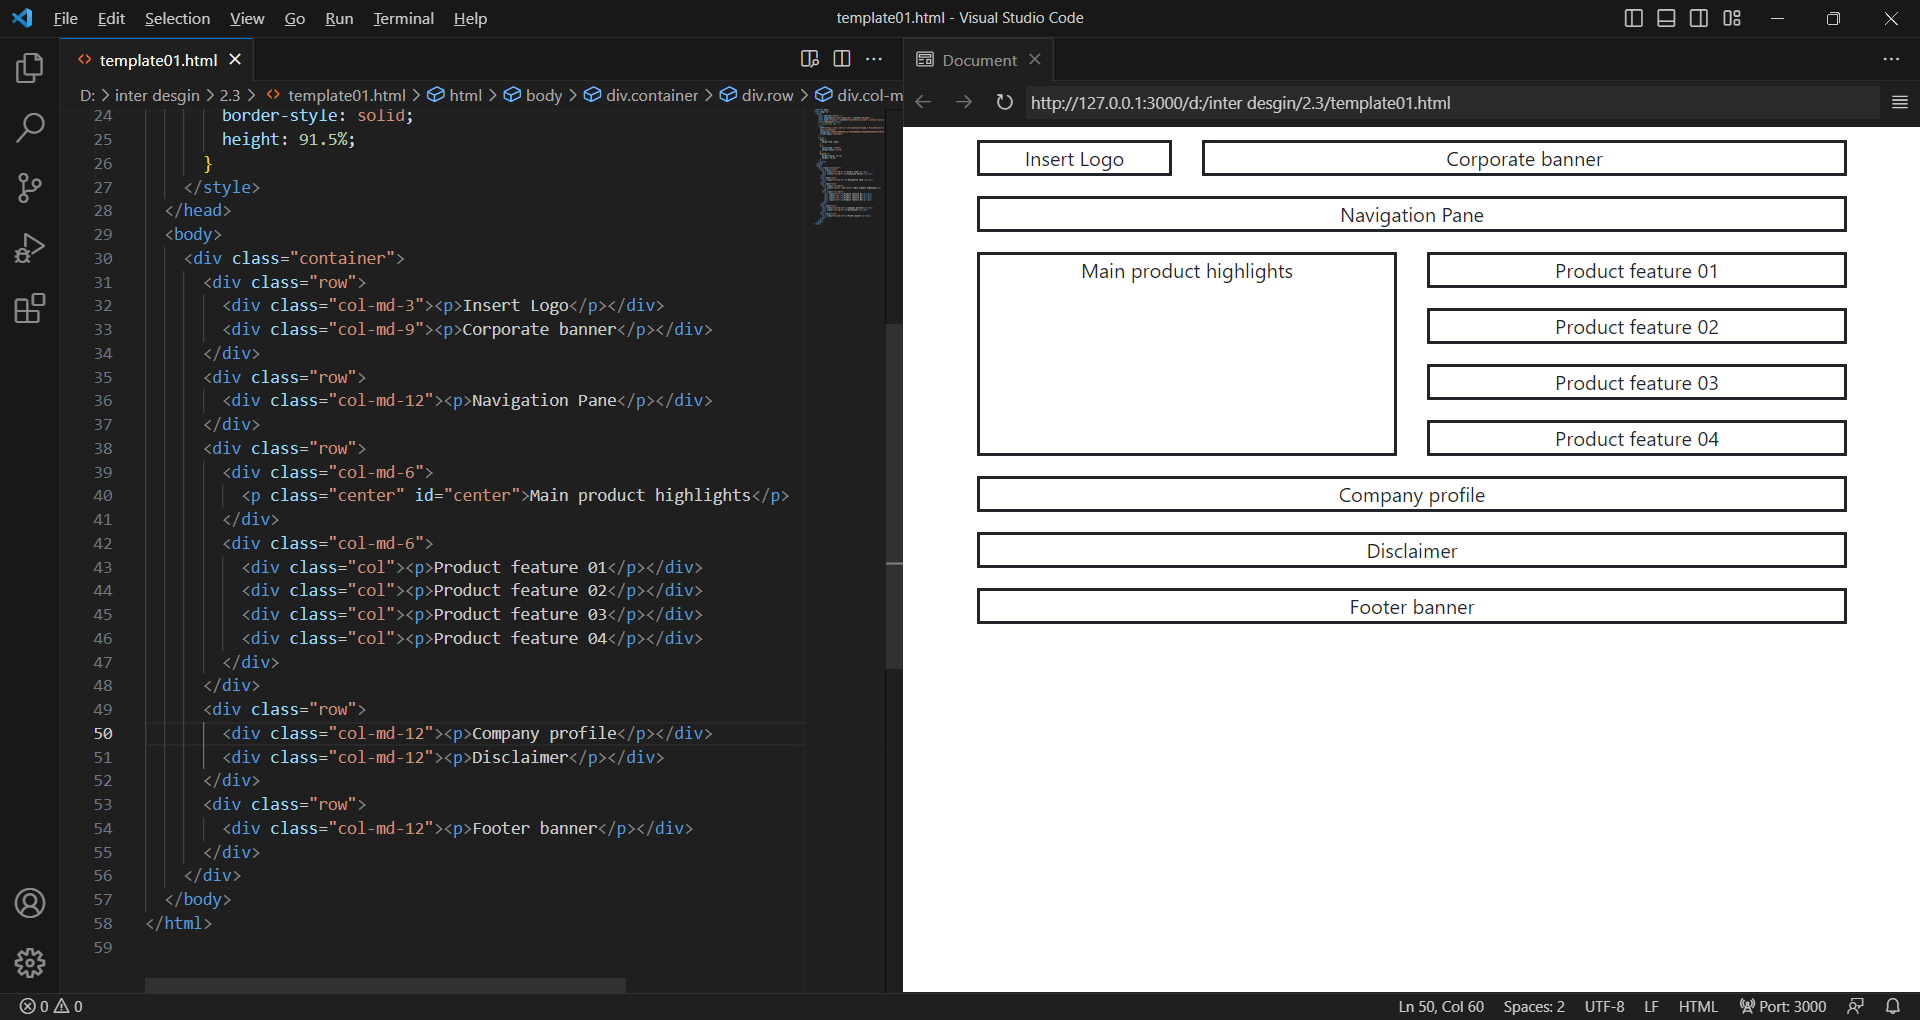 File Edit Selection View Go Run Terminal Help
template01.html - Visual Studio Code
template01.html
Document
D: > inter desgin > 2.3 > template01.html > html > body > div.container > div.row > div.col-m
http://127.0.0.1:3000/d:/inter desgin/2.3/template01.html
24 border-style: solid;
25 height: 91.5%;
26 }
27 </style>
28 </head>
29 <body>
30 <div class="container">
31 <div class="row">
32 <div class="col-md-3"><p>Insert Logo</p></div>
33 <div class="col-md-9"><p>Corporate banner</p></div>
34 </div>
35 <div class="row">
36 <div class="col-md-12"><p>Navigation Pane</p></div>
37 </div>
38 <div class="row">
39 <div class="col-md-6">
40 <p class="center" id="center">Main product highlights</p>
41 </div>
42 <div class="col-md-6">
43 <div class="col"><p>Product feature 01</p></div>
44 <div class="col"><p>Product feature 02</p></div>
45 <div class="col"><p>Product feature 03</p></div>
46 <div class="col"><p>Product feature 04</p></div>
47 </div>
48 </div>
49 <div class="row">
50 <div class="col-md-12"><p>Company profile</p></div>
51 <div class="col-md-12"><p>Disclaimer</p></div>
52 </div>
53 <div class="row">
54 <div class="col-md-12"><p>Footer banner</p></div>
55 </div>
56 </div>
57 </body>
58 </html>
59
Insert Logo
Corporate banner
Navigation Pane
Main product highlights
Product feature 01
Product feature 02
Product feature 03
Product feature 04
Company profile
Disclaimer
Footer banner
0 0
Ln 50, Col 60 Spaces: 2 UTF-8 LF HTML Port: 3000